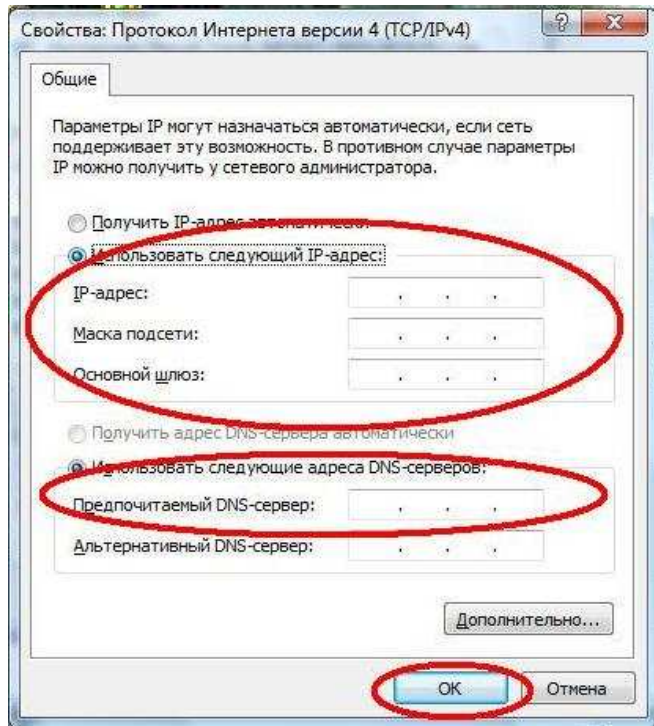 Свойства: Протокол Интернета версии 4 (TCP/IPv4)
Общие
Параметры IP могут назначаться автоматически, если сеть
поддерживает эту возможность. В противном случае параметры
IP можно получить у сетевого администратора.
Получить IP-адрес автоматически
Использовать следующий IP-адрес:
IP-адрес:
Маска подсети:
Основной шлюз:
Получить адрес DNS-сервера автоматически
Использовать следующие адреса DNS-серверов:
Предпочитаемый DNS-сервер:
Альтернативный DNS-сервер:
Дополнительно...
ОК Отмена